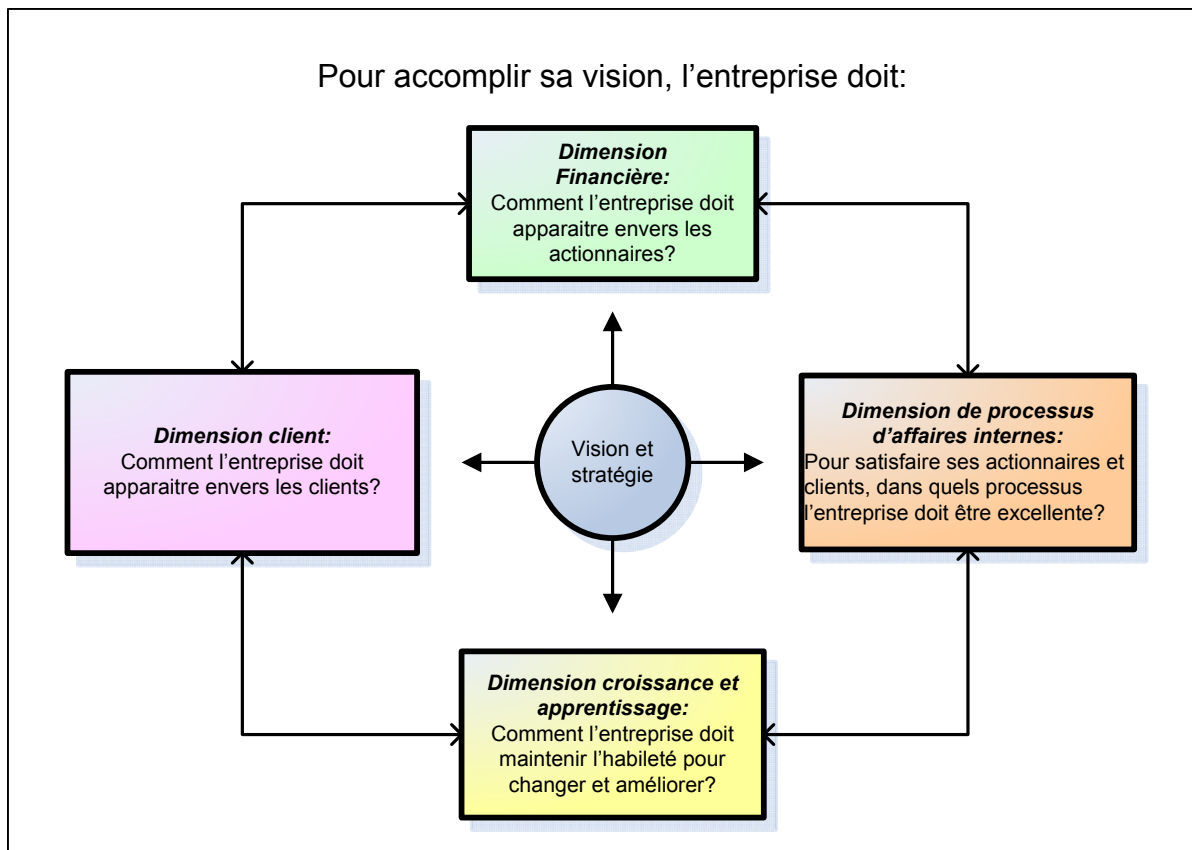 Pour accomplir sa vision, l’entreprise doit:
Dimension
Financière:
Comment l’entreprise doit
apparaitre envers les
actionnaires?
Dimension client:
Comment l’entreprise doit
apparaitre envers les clients?
Vision et
stratégie
Dimension de processus
d’affaires internes:
Pour satisfaire ses actionnaires et
clients, dans quels processus
l’entreprise doit être excellente?
Dimension croissance et
apprentissage:
Comment l’entreprise doit
maintenir l’habileté pour
changer et améliorer?